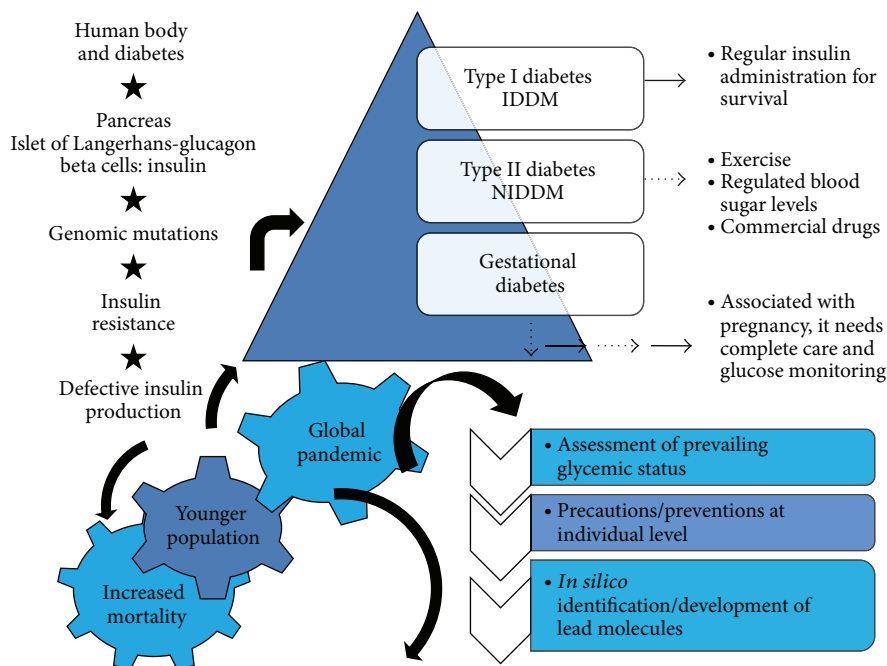 Human body
and diabetes
Pancreas
Islet of Langerhans-glucagon
beta cells: insulin
Genomic mutations
Insulin
resistance
Defective insulin
production
Type I diabetes
IDDM
• Regular insulin
administration for
survival
Type II diabetes
NIDDM
• Exercise
• Regulated blood
sugar levels
• Commercial drugs
Gestational
diabetes
• Associated with
pregnancy, it needs
complete care and
glucose monitoring
Global
pandemic
Younger
population
Increased
mortality
• Assessment of prevailing
glycemic status
• Precautions/preventions at
individual level
• In silico
identification/development of
lead molecules